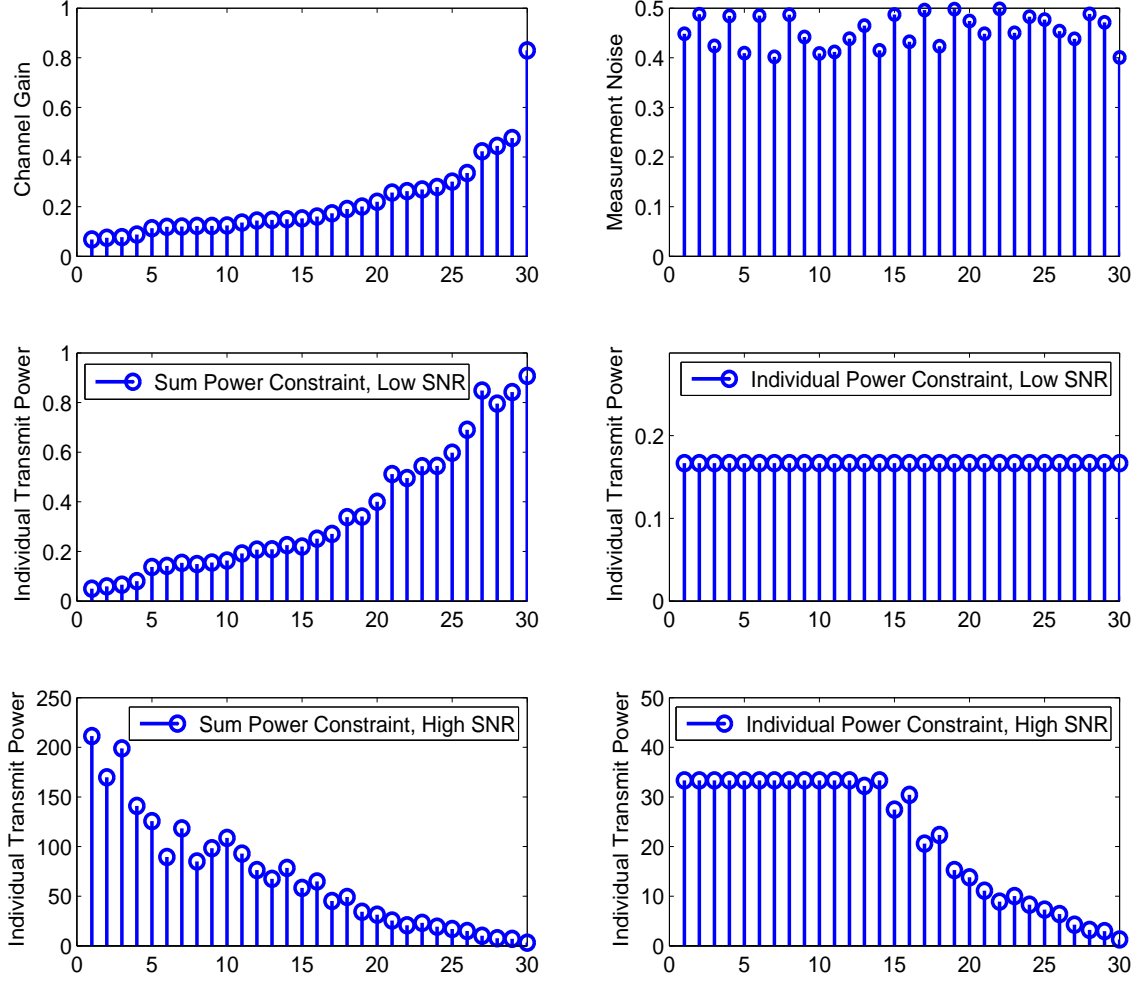 Channel Gain
1
0.8
0.6
0.4
0.2
0
0 5 10 15 20 25 30
Measurement Noise
0.5
0.4
0.3
0.2
0.1
0
0 5 10 15 20 25 30
Individual Transmit Power
1
0.8
0.6
0.4
0.2
0
Sum Power Constraint, Low SNR
0 5 10 15 20 25 30
Individual Transmit Power
0.2
0.1
0
Individual Power Constraint, Low SNR
0 5 10 15 20 25 30
Individual Transmit Power
250
200
150
100
50
0
Sum Power Constraint, High SNR
0 5 10 15 20 25 30
Individual Transmit Power
50
40
30
20
10
0
Individual Power Constraint, High SNR
0 5 10 15 20 25 30